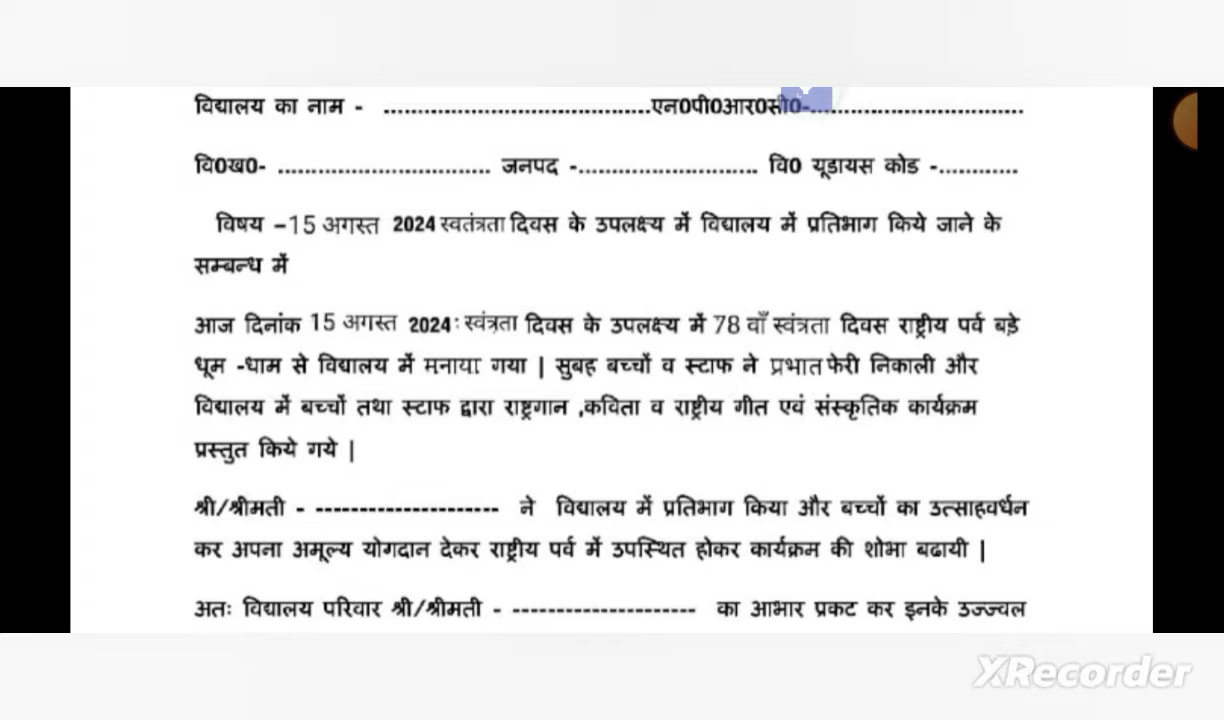 विद्यालय का नाम - .....................................एन0पी0आर0सी0-..............................
वि0ख0- .............................. जनपद -......................... वि0 यूडायस कोड -...........
विषय –15 अगस्त 2024 स्वतंत्रता दिवस के उपलक्ष्य में विद्यालय में प्रतिभाग किये जाने के
सम्बन्ध में
आज दिनांक 15 अगस्त 2024: स्वंत्रता दिवस के उपलक्ष्य में 78 वाँ स्वंत्रता दिवस राष्ट्रीय पर्व बड़े
धूम -धाम से विद्यालय में मनाया गया | सुबह बच्चों व स्टाफ ने प्रभात फेरी निकाली और
विद्यालय में बच्चों तथा स्टाफ द्वारा राष्ट्रगान ,कविता व राष्ट्रीय गीत एवं संस्कृतिक कार्यक्रम
प्रस्तुत किये गये |
श्री/श्रीमती - --------------------- ने विद्यालय में प्रतिभाग किया और बच्चों का उत्साहवर्धन
कर अपना अमूल्य योगदान देकर राष्ट्रीय पर्व में उपस्थित होकर कार्यक्रम की शोभा बढायी |
अतः विद्यालय परिवार श्री/श्रीमती - --------------------- का आभार प्रकट कर इनके उज्ज्वल
XRecorder